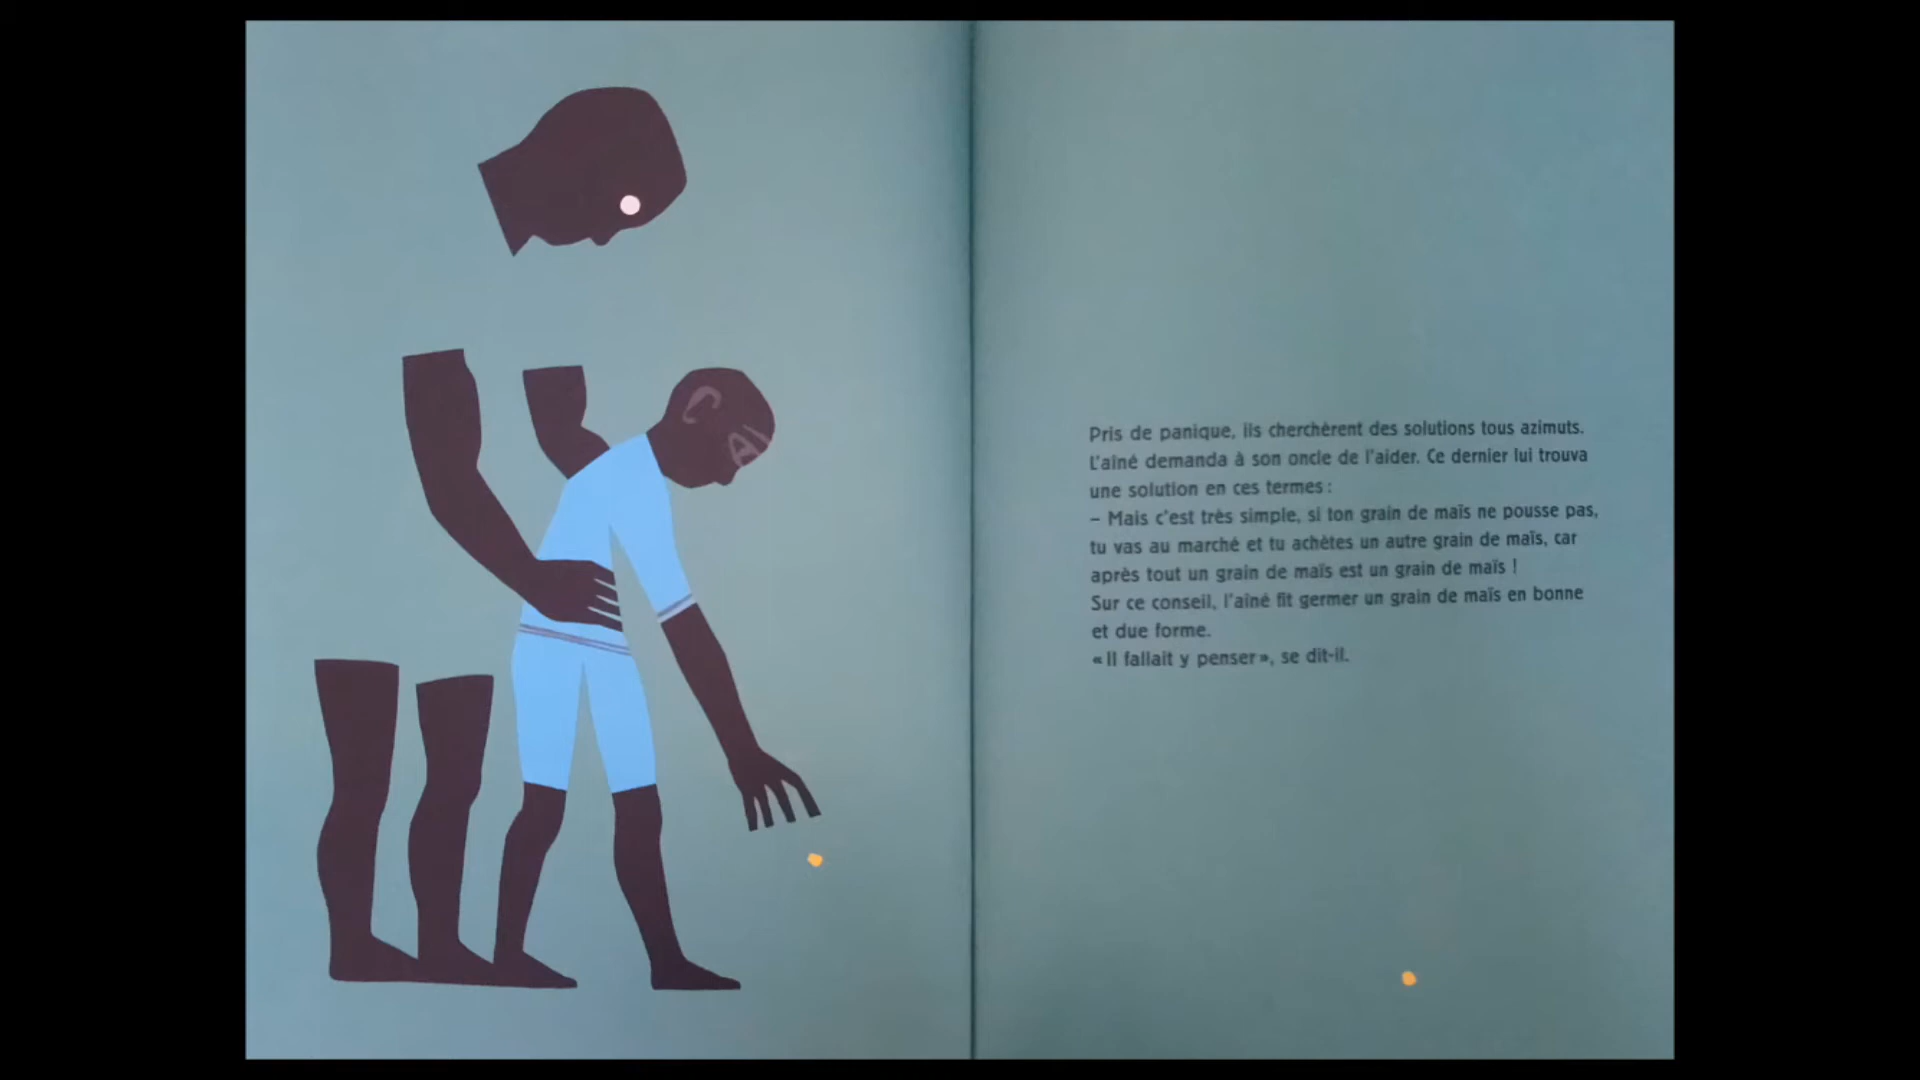 Pris de panique, ils cherchèrent des solutions tous azimuts.
L'aîné demanda à son oncle de l'aider. Ce dernier lui trouva
une solution en ces termes :
– Mais c'est très simple, si ton grain de maïs ne pousse pas,
tu vas au marché et tu achètes un autre grain de maïs, car
après tout un grain de maïs est un grain de maïs !
Sur ce conseil, l'aîné fit germer un grain de maïs en bonne
et due forme.
« Il fallait y penser », se dit-il.